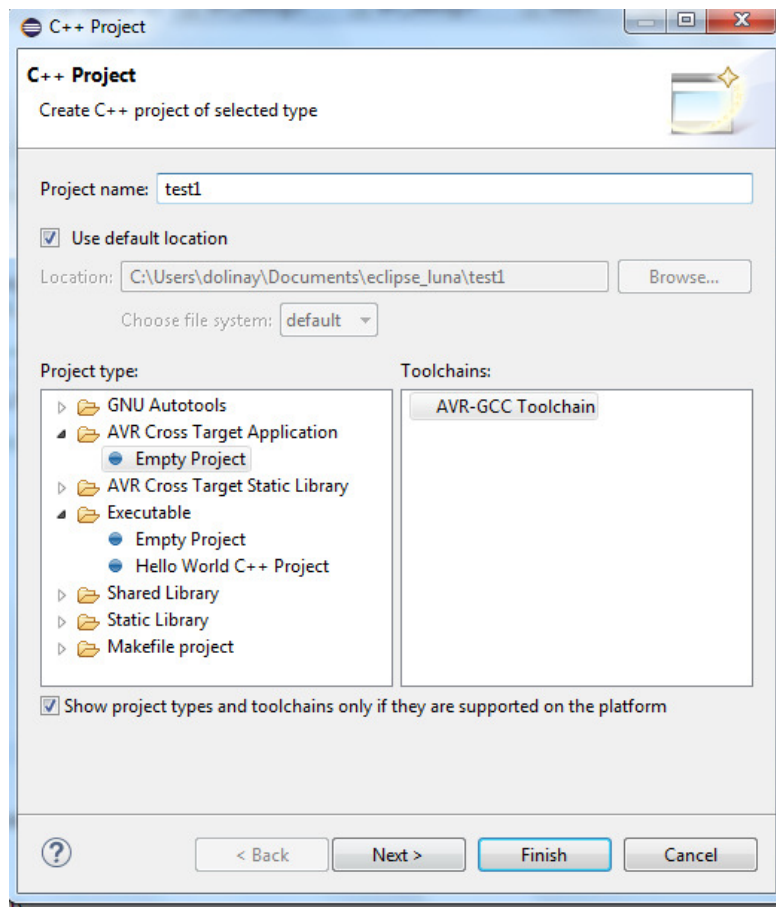 C++ Project
C++ Project
Create C++ project of selected type
Project name: test1
Use default location
Location: C:\Users\dolinay\Documents\eclipse_luna\test1 Browse...
Choose file system: default
Project type: Toolchains:
GNU Autotools AVR-GCC Toolchain
AVR Cross Target Application
Empty Project
AVR Cross Target Static Library
Executable
Empty Project
Hello World C++ Project
Shared Library
Static Library
Makefile project
Show project types and toolchains only if they are supported on the platform
? < Back Next > Finish Cancel